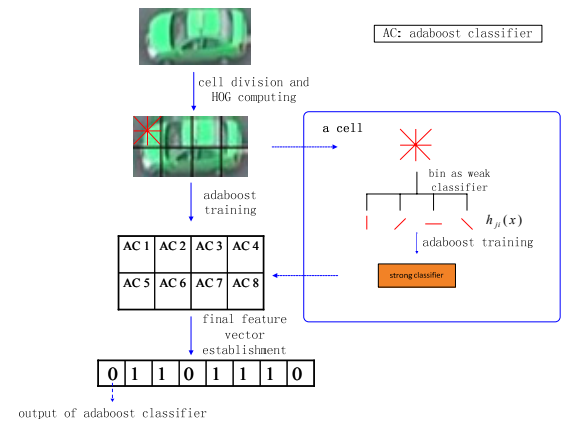 AC: adaboost classifier
cell division and
HOG computing
a cell
bin as weak
classifier
h_{ji}(x)
adaboost training
strong classifier
adaboost
training
AC 1 AC 2 AC 3 AC 4
AC 5 AC 6 AC 7 AC 8
final feature
vector
establishment
0 1 1 0 1 1 1 0
output of adaboost classifier